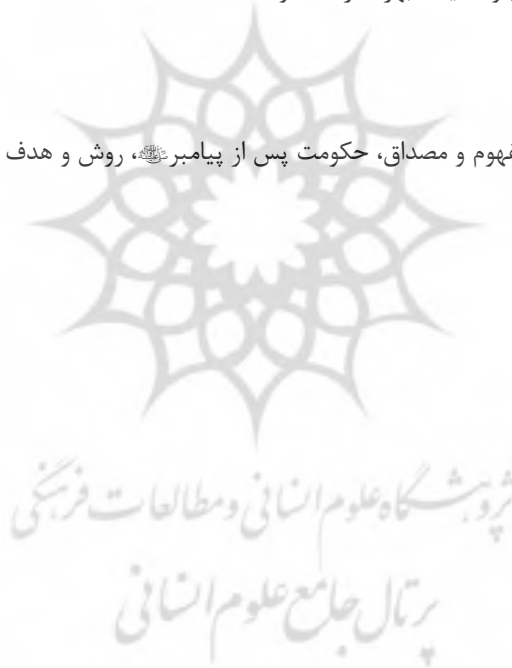 فهوم و مصداق، حکومت پس از پیامبرﷺ، روش و هدف
پژوهشگاه علوم انسانی و مطالعات فرهنگی
پرتال جامع علوم انسانی